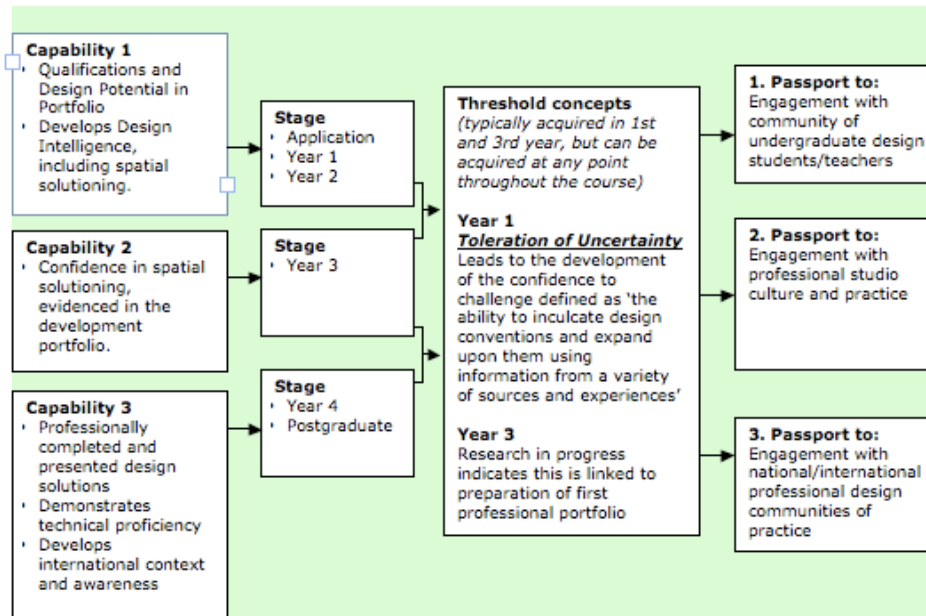 Capability 1
· Qualifications and
Design Potential in
Portfolio
· Develops Design
Intelligence,
including spatial
solutioning.
Capability 2
· Confidence in spatial
solutioning,
evidenced in the
development
portfolio.
Capability 3
· Professionally
completed and
presented design
solutions
· Demonstrates
technical proficiency
· Develops
international context
and awareness
Stage
· Application
· Year 1
· Year 2
Stage
· Year 3
Stage
· Year 4
· Postgraduate
Threshold concepts
(typically acquired in 1st
and 3rd year, but can be
acquired at any point
throughout the course)
Year 1
Toleration of Uncertainty
Leads to the development
of the confidence to
challenge defined as ‘the
ability to inculcate design
conventions and expand
upon them using
information from a variety
of sources and experiences’
Year 3
Research in progress
indicates this is linked to
preparation of first
professional portfolio
1. Passport to:
Engagement with
community of
undergraduate design
students/teachers
2. Passport to:
Engagement with
professional studio
culture and practice
3. Passport to:
Engagement with
national/international
professional design
communities of
practice